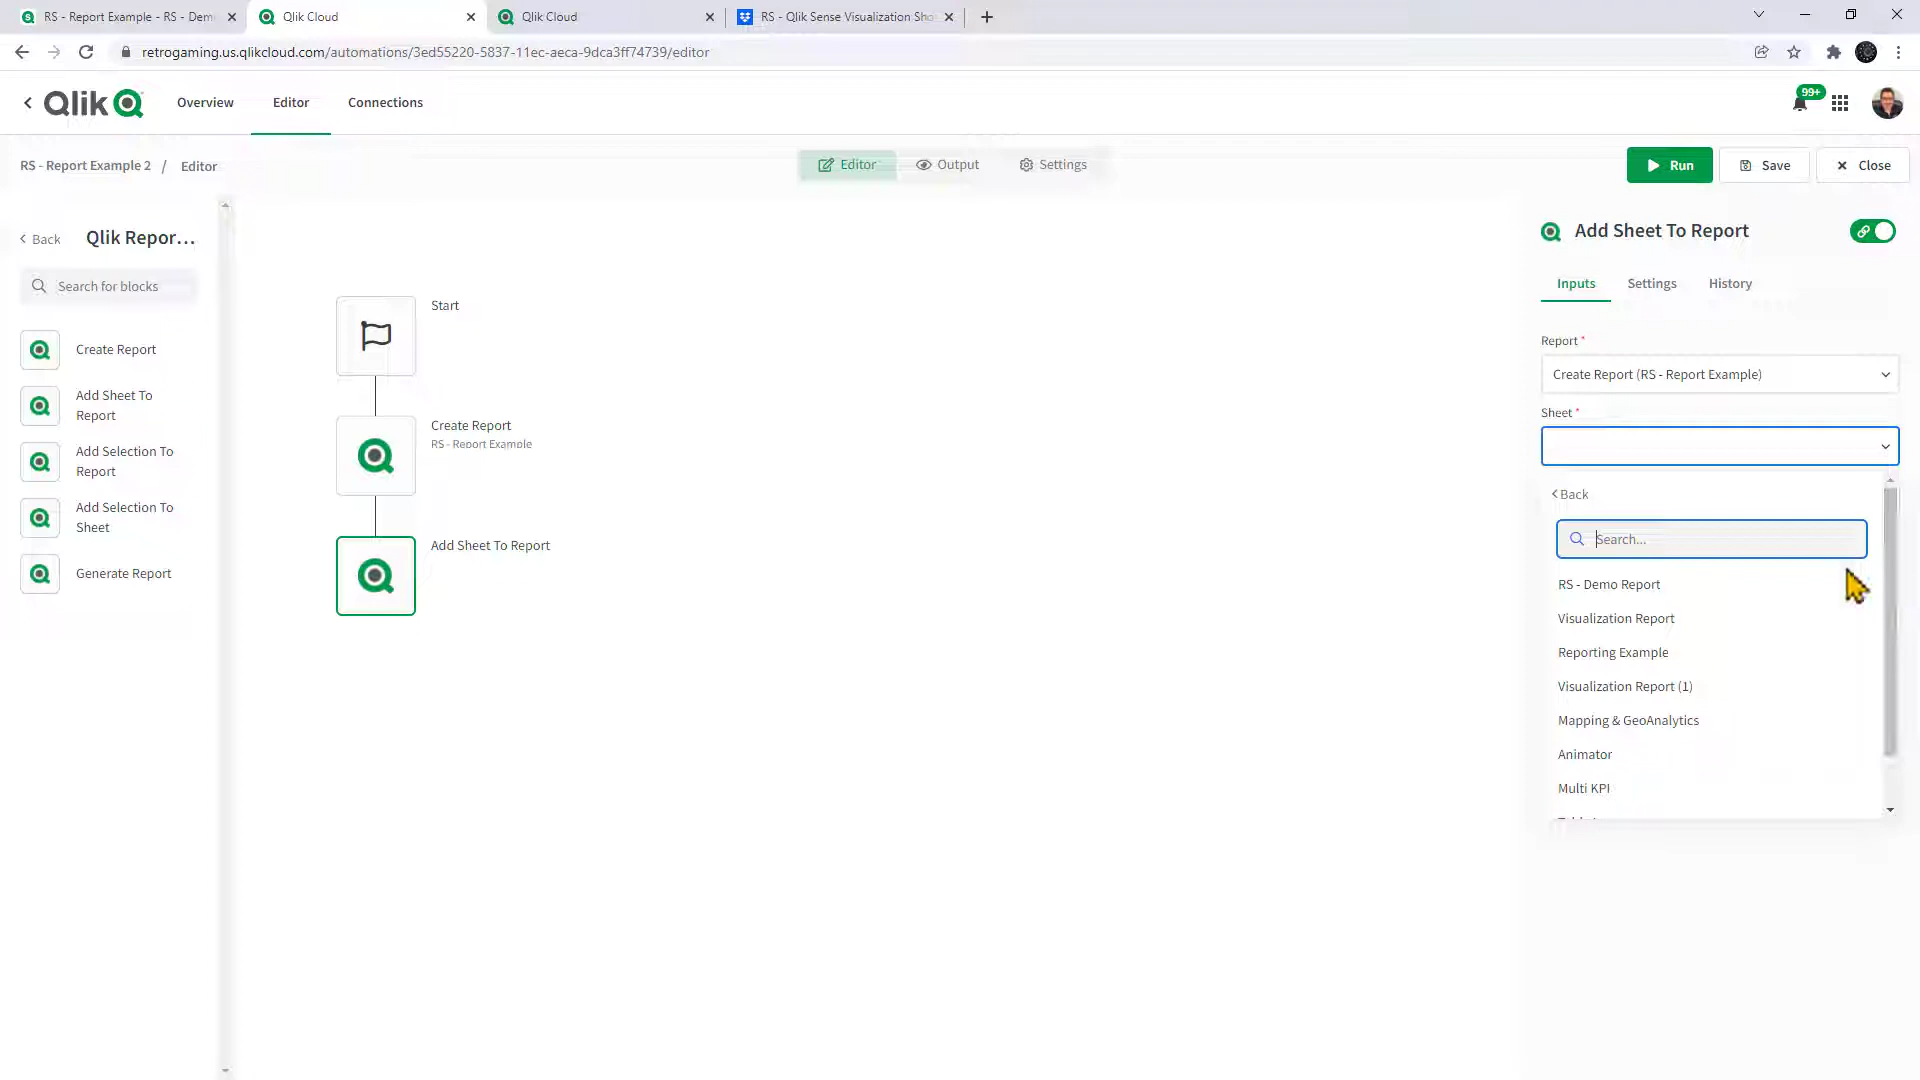 RS - Report Example - RS - Dem
Qlik Cloud
Qlik Cloud
RS - Qlik Sense Visualization Sho
retrogaming.us.qlikcloud.com/automations/3ed55220-5837-11ec-aeca-9dca3ff74739/editor
Qlik
Overview
Editor
Connections
99+
RS - Report Example 2 / Editor
Editor
Output
Settings
Run
Save
Close
Back
Qlik Repor...
Search for blocks
Create Report
Add Sheet To
Report
Add Selection To
Report
Add Selection To
Sheet
Generate Report
Start
Create Report
RS - Report Example
Add Sheet To Report
Add Sheet To Report
Inputs
Settings
History
Report *
Create Report (RS - Report Example)
Sheet *
Back
Search...
RS - Demo Report
Visualization Report
Reporting Example
Visualization Report (1)
Mapping & GeoAnalytics
Animator
Multi KPI